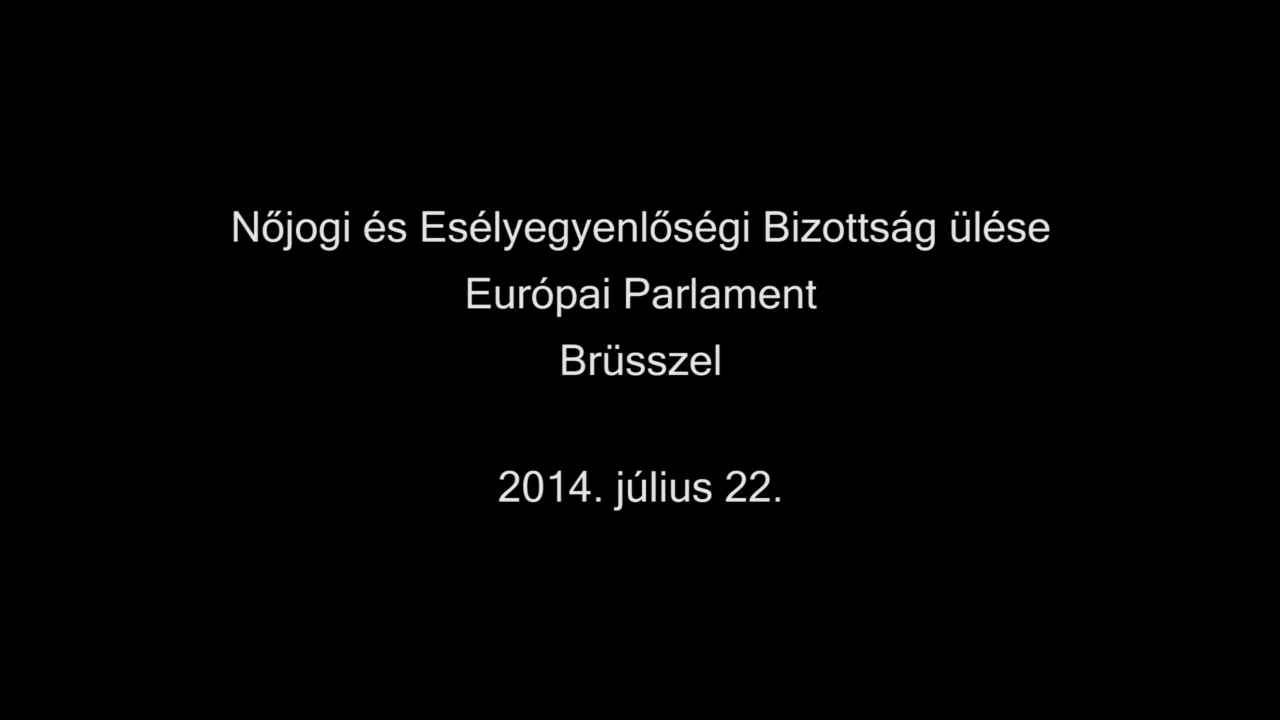 Nőjogi és Esélyegyenlőségi Bizottság ülése
Európai Parlament
Brüsszel
2014. július 22.